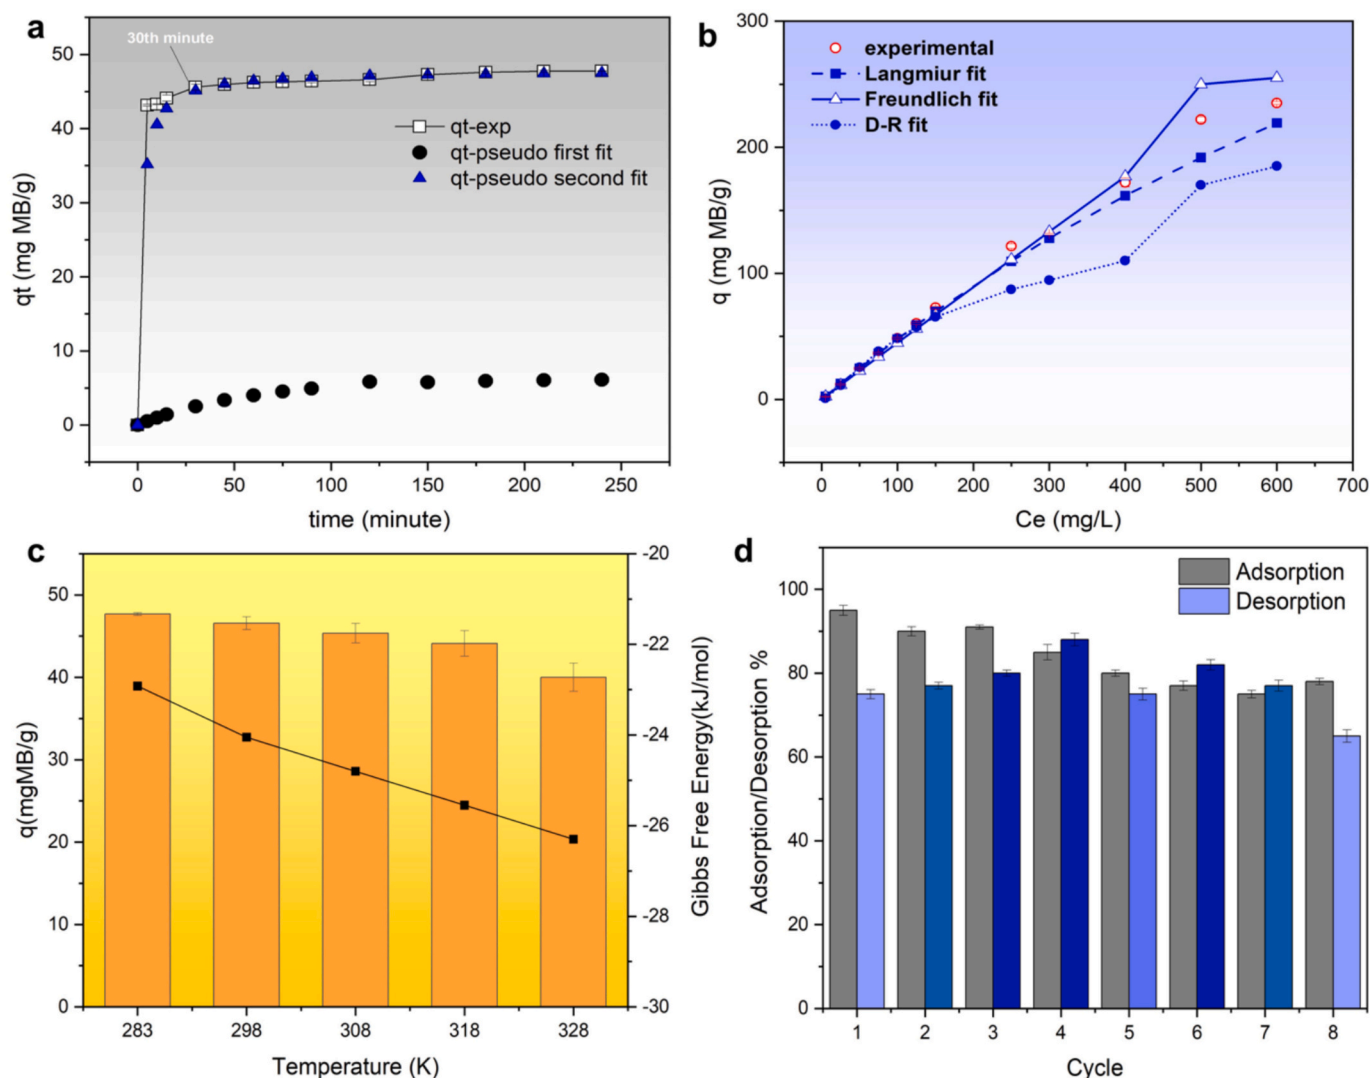 a
30th minute
qt-exp
qt-pseudo first fit
qt-pseudo second fit
50
40
30
20
10
0
qt (mg MB/g)
0 50 100 150 200 250
time (minute)
b
experimental
Langmiur fit
Freundlich fit
D-R fit
300
200
100
0
q (mg MB/g)
0 100 200 300 400 500 600 700
Ce (mg/L)
c
50
40
30
20
10
0
q(mgMB/g)
-20
-22
-24
-26
-28
-30
Gibbs Free Energy(kJ/mol)
283 298 308 318 328
Temperature (K)
d
Adsorption
Desorption
100
80
60
40
20
0
Adsorption/Desorption %
1 2 3 4 5 6 7 8
Cycle